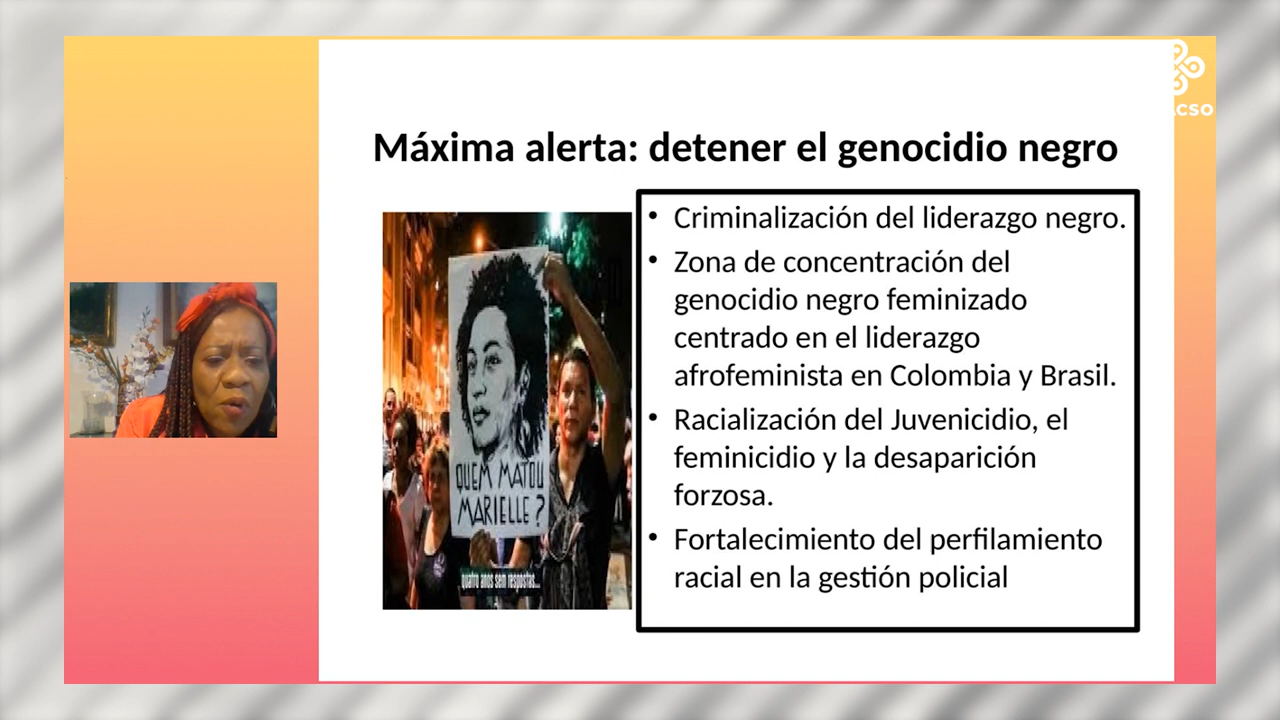 CSO
Máxima alerta: detener el genocidio negro
• Criminalización del liderazgo negro.
• Zona de concentración del
genocidio negro feminizado
centrado en el liderazgo
afrofeminista en Colombia y Brasil.
• Racialización del Juvenicidio, el
feminicidio y la desaparición
forzosa.
• Fortalecimiento del perfilamiento
racial en la gestión policial
QUEM MATOU
MARIELLE ?
quatro anos sem respostas...